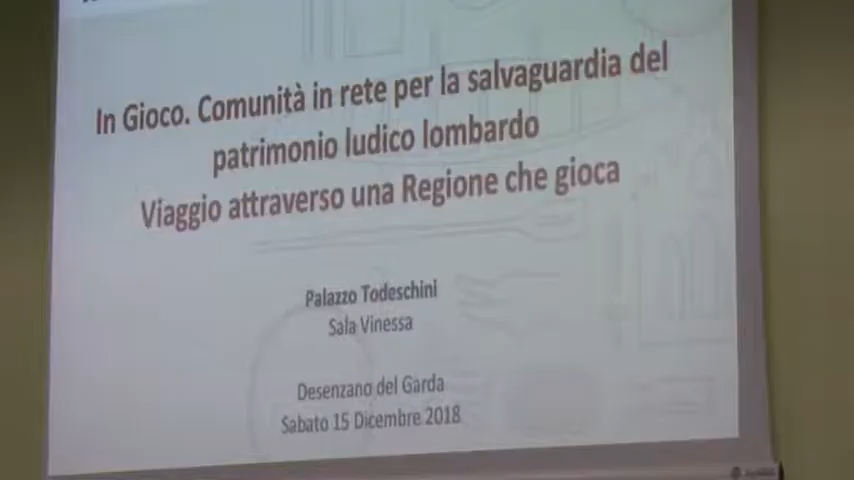 In Gioco. Comunità in rete per la salvaguardia del
patrimonio ludico lombardo
Viaggio attraverso una Regione che gioca
Palazzo Todeschini
Sala Vinessa
Desenzano del Garda
Sabato 15 Dicembre 2018